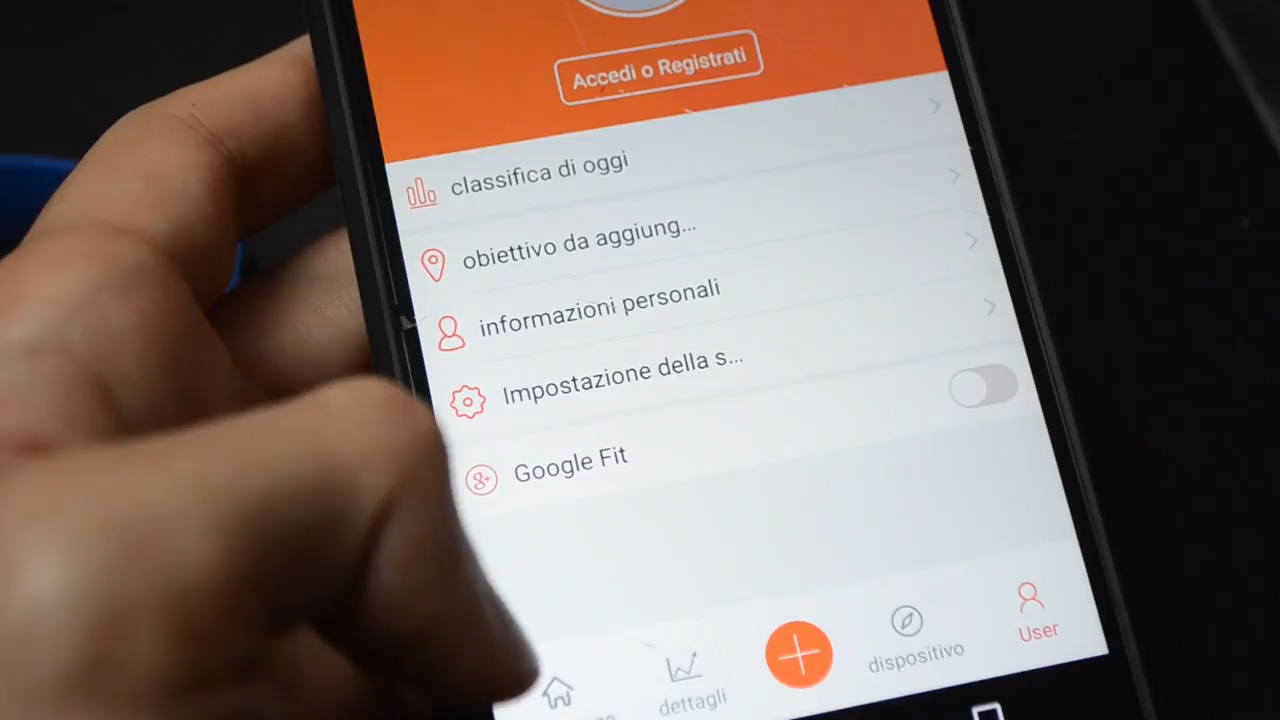 Accedi o Registrati
classifica di oggi
obiettivo da aggiung...
informazioni personali
Impostazione della s...
Google Fit
dettagli
dispositivo
User